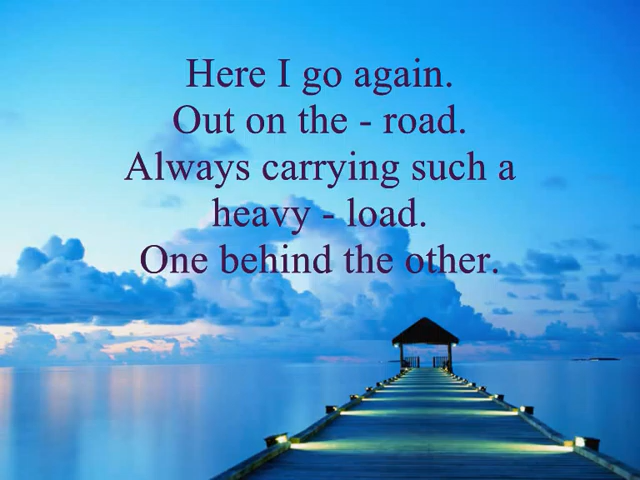 Here I go again.
Out on the - road.
Always carrying such a
heavy - load.
One behind the other.